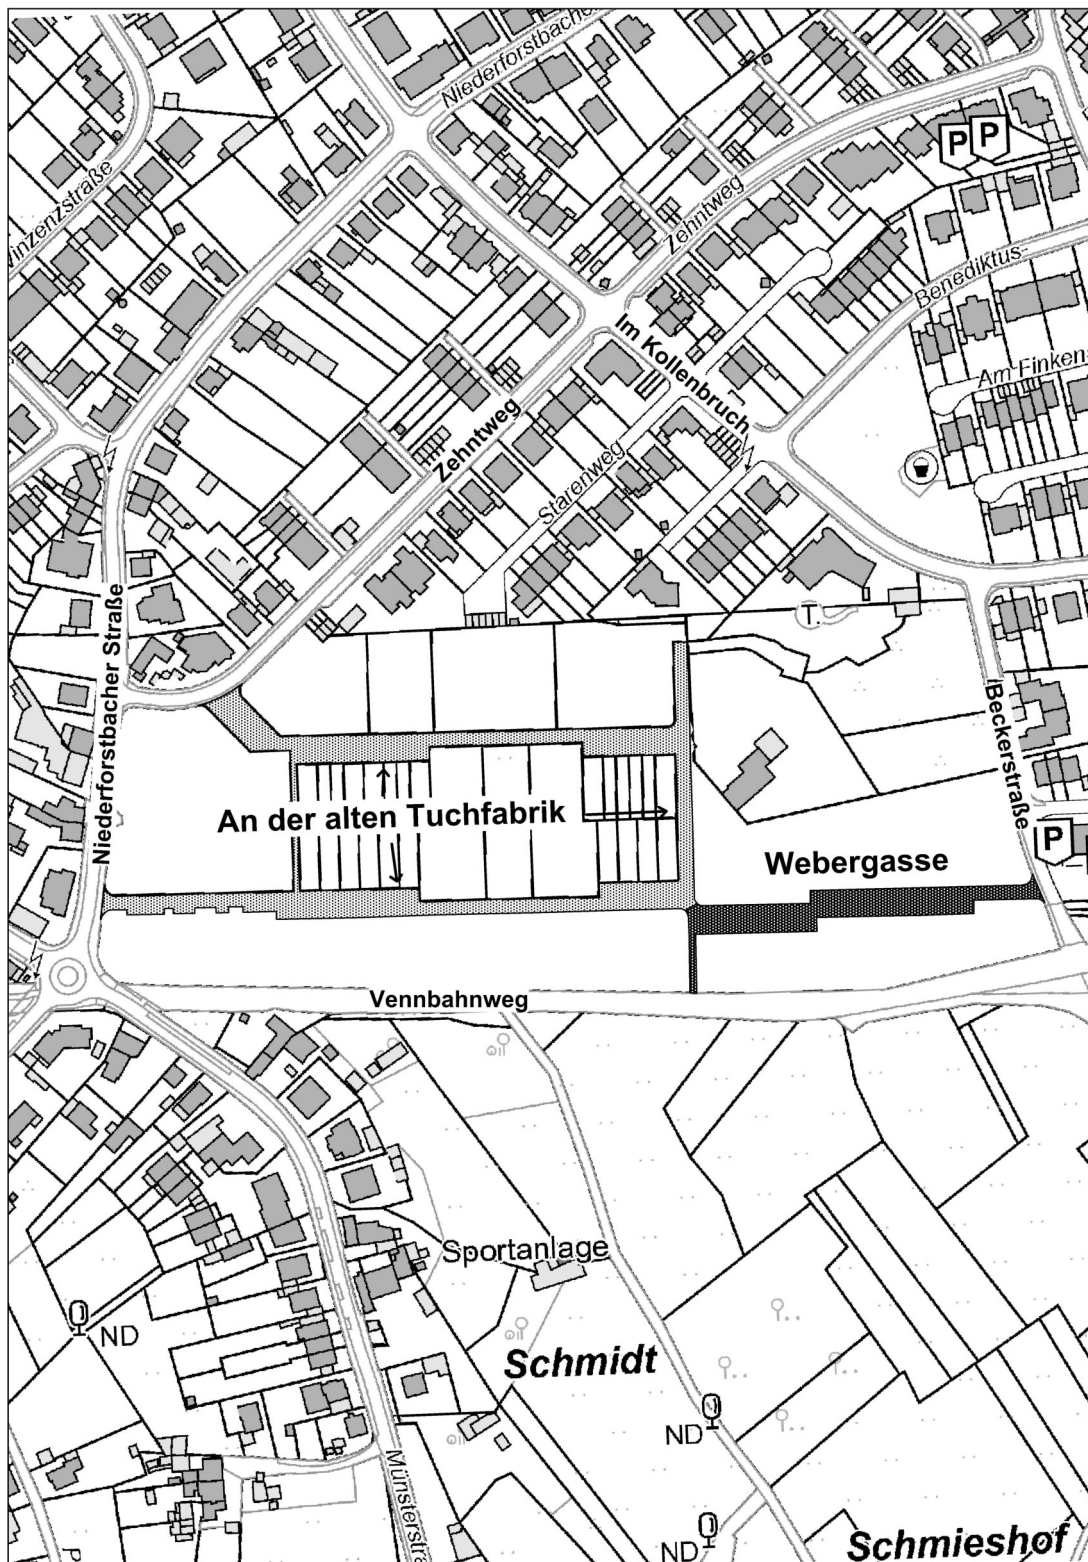 Niederforstbacher
P P
Vinzenzstraße
Zehntweg
Benediktus-
Im Kollenbruch
Am Finken-
Zehntweg
Starenweg
Niederforstbacher Straße
T.
Beckerstraße
An der alten Tuchfabrik
P
Webergasse
Vennbahnweg
Sportanlage
ND
Schmidt
ND
Münsterstra
ND
Schmieshof